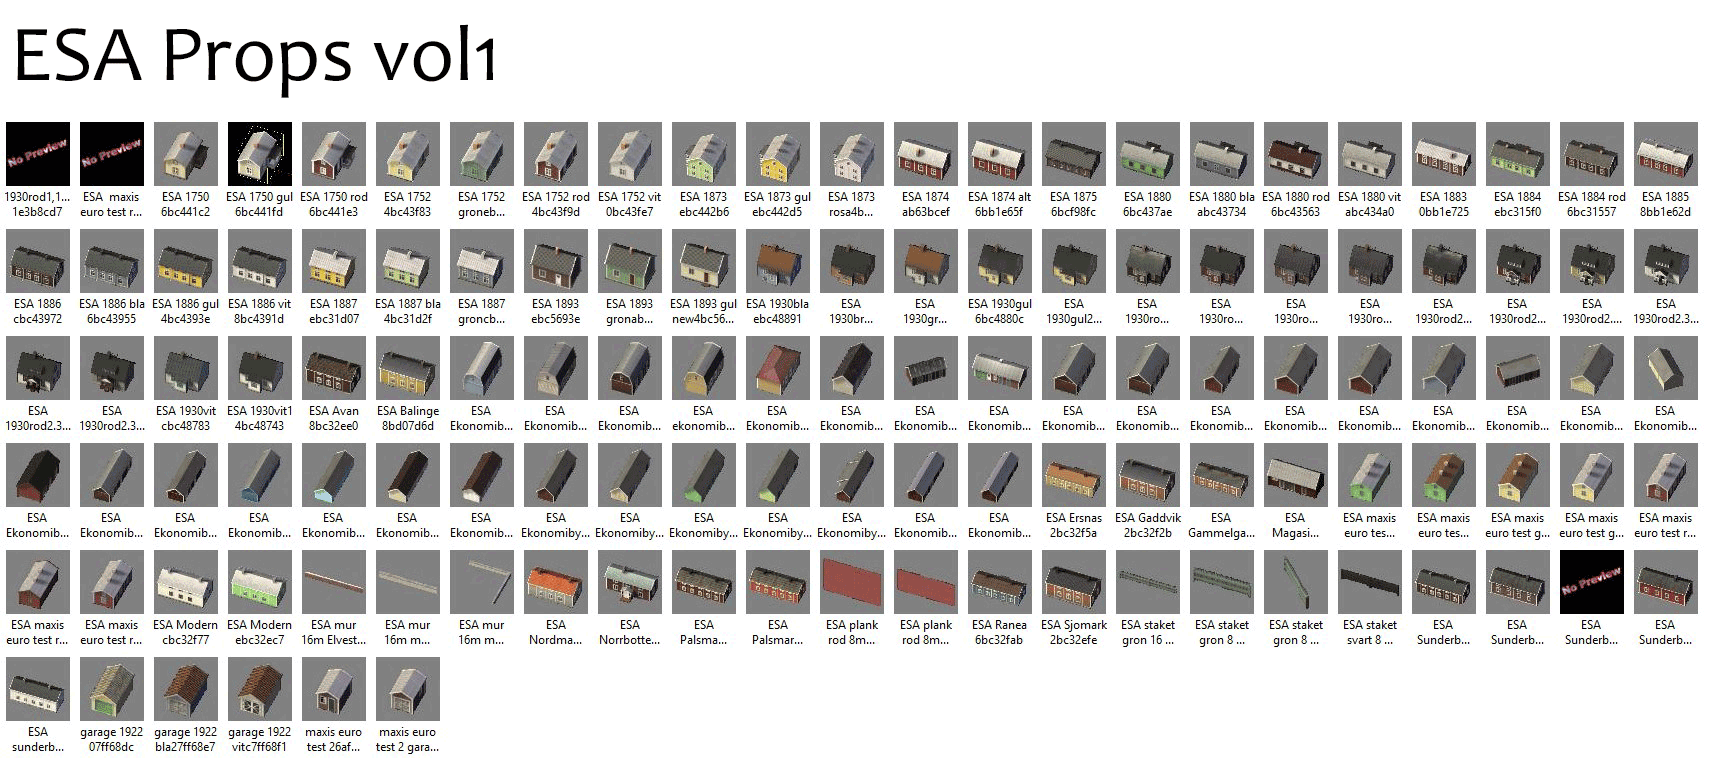 ESA Props vol1
No Preview No Preview
1930rod1,1... ESA maxis ESA 1750 ESA 1750 gul ESA 1750 rod ESA 1752 ESA 1752 ESA 1752 rod ESA 1752 vit ESA 1873 ESA 1873 gul ESA 1873 ESA 1874 ESA 1874 alt ESA 1875 ESA 1880 ESA 1880 bla ESA 1880 rod ESA 1880 vit ESA 1883 ESA 1884 ESA 1884 rod ESA 1885
1e3b8cd7 euro test r... 6bc441c2 6bc441fd 6bc441e3 4bc43f83 groneb... 4bc43f9d 0bc43fe7 ebc442b6 ebc442d5 rosa4b... ab63bcef 6bb1e65f 6bcf98fc 6bc437ae abc43734 6bc43563 abc434a0 0bb1e725 ebc315f0 6bc31557 8bb1e62d
ESA 1886 ESA 1886 bla ESA 1886 gul ESA 1886 vit ESA 1887 ESA 1887 bla ESA 1887 ESA 1893 ESA 1893 ESA 1893 gul ESA 1930bla ESA ESA ESA 1930gul ESA ESA ESA ESA ESA ESA ESA ESA ESA
cbc43972 6bc43955 4bc4393e 8bc4391d ebc31d07 4bc31d2f groncb... ebc5693e gronab... new4bc56... ebc48891 1930br... 1930gr... 6bc4880c 1930gul2... 1930ro... 1930ro... 1930ro... 1930ro... 1930rod2... 1930rod2... 1930rod2.... 1930rod2.3...
ESA ESA ESA 1930vit ESA 1930vit1 ESA Avan ESA Balinge ESA ESA ESA ESA ESA ESA ESA ESA ESA ESA ESA ESA ESA ESA ESA ESA ESA
1930rod2.3... 1930rod2.3... cbc48783 4bc48743 8bc32ee0 8bd07d6d Ekonomib... Ekonomib... Ekonomib... ekonomib... Ekonomib... Ekonomib... Ekonomib... Ekonomib... Ekonomib... Ekonomib... Ekonomib... Ekonomib... Ekonomib... Ekonomib... Ekonomib... Ekonomib... Ekonomib...
ESA ESA ESA ESA ESA ESA ESA ESA ESA ESA ESA ESA ESA ESA ESA Ersnas ESA Gaddvik ESA ESA ESA maxis ESA maxis ESA maxis ESA maxis ESA maxis
Ekonomib... Ekonomib... Ekonomib... Ekonomib... Ekonomib... Ekonomib... Ekonomib... Ekonomiby... Ekonomiby... Ekonomiby... Ekonomiby... Ekonomiby... Ekonomib... Ekonomib... 2bc32f5a 2bc32f2b Gammelga... Magasi... euro tes... euro tes... euro test g... euro test g... euro test r...
No Preview
ESA maxis ESA maxis ESA Modern ESA Modern ESA mur ESA mur ESA mur ESA ESA ESA ESA ESA plank ESA plank ESA Ranea ESA Sjomark ESA staket ESA staket ESA staket ESA staket ESA ESA ESA ESA
euro test r... euro test r... cbc32f77 ebc32ec7 16m Elvest... 16m m... 16m m... Nordma... Norrbotte... Palsma... Palsmar... rod 8m... rod 8m... 6bc32fab 2bc32efe gron 16 ... gron 8 ... gron 8 ... svart 8 ... Sunderb... Sunderb... Sunderb... Sunderb...
ESA garage 1922 garage 1922 garage 1922 maxis euro maxis euro
sunderb... 07ff68dc bla27ff68e7 vitc7ff68f1 test 26af... test 2 gara...